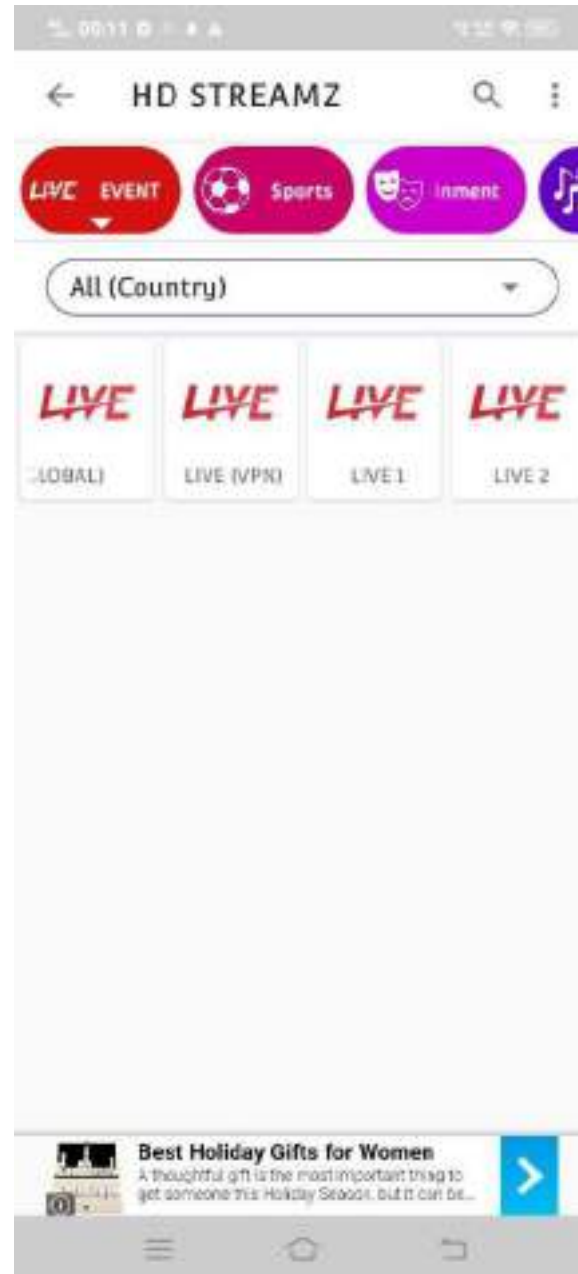 00:11
HD STREAMZ
LIVE EVENT
Sports
inment
All (Country)
LIVE
LIVE
LIVE
LIVE
LOBAL)
LIVE (VPN)
LIVE 1
LIVE 2
Best Holiday Gifts for Women
A thoughtful gift is the most important thing to
get someone this Holiday Season, but it can be...